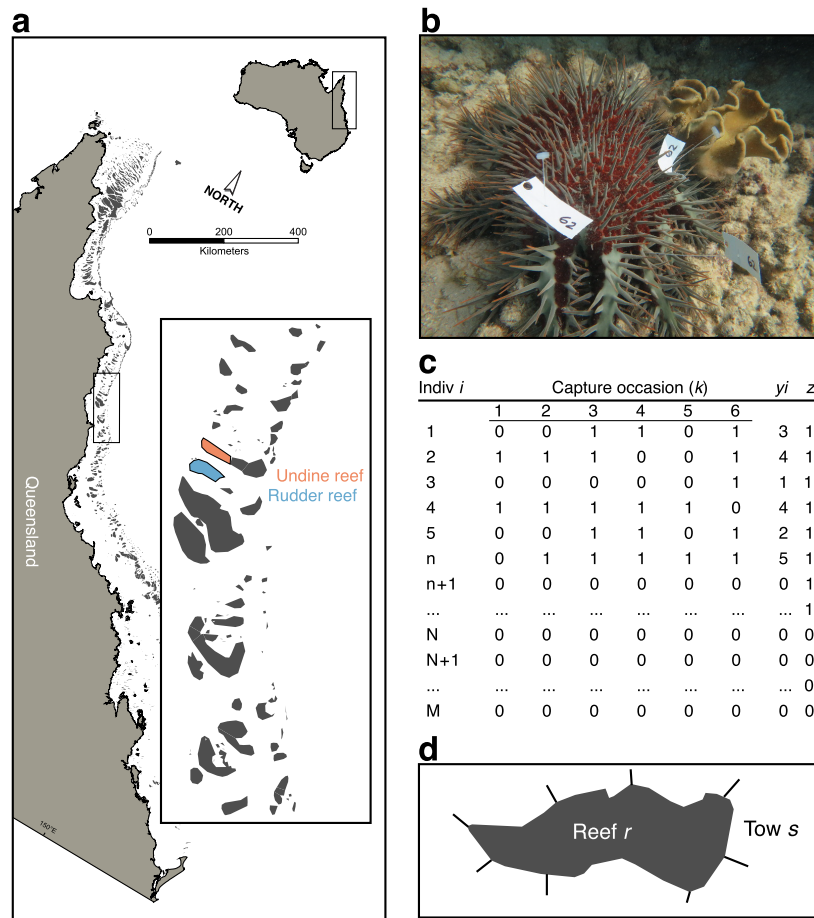 a
NORTH
0 200 400
Kilometers
Undine reef
Rudder reef
Queensland
150°E
b
62
62
62
c
Indiv i Capture occasion (k) yi z
1 2 3 4 5 6
1 0 0 1 1 0 1 3 1
2 1 1 1 0 0 1 4 1
3 0 0 0 0 0 1 1 1
4 1 1 1 1 1 0 4 1
5 0 0 1 1 0 1 2 1
n 0 1 1 1 1 1 5 1
n+1 0 0 0 0 0 0 0 1
... ... ... ... ... ... ... ... 1
N 0 0 0 0 0 0 0 0
N+1 0 0 0 0 0 0 0 0
... ... ... ... ... ... ... ... 0
M 0 0 0 0 0 0 0 0
d
Reef r
Tow s